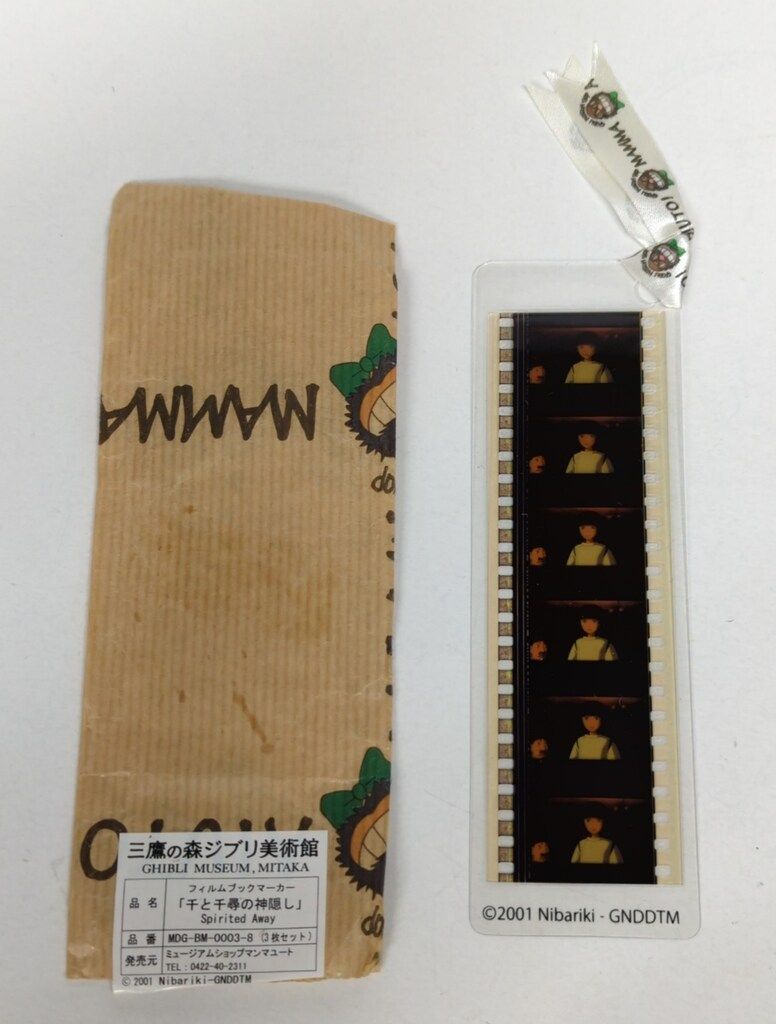 MAMMA
三鷹の森ジブリ美術館
GHIBLI MUSEUM, MITAKA
フィルムブックマーカー
品名 「千と千尋の神隠し」
Spirited Away
品番 MDG-BM-0003-8 (3枚セット)
発売元 ミュージアムショップマンマユート
TEL:0422-40-2311
© 2001 Nibariki-GNDDTM
MAMMA
AIUTO!
©2001 Nibariki - GNDDTM